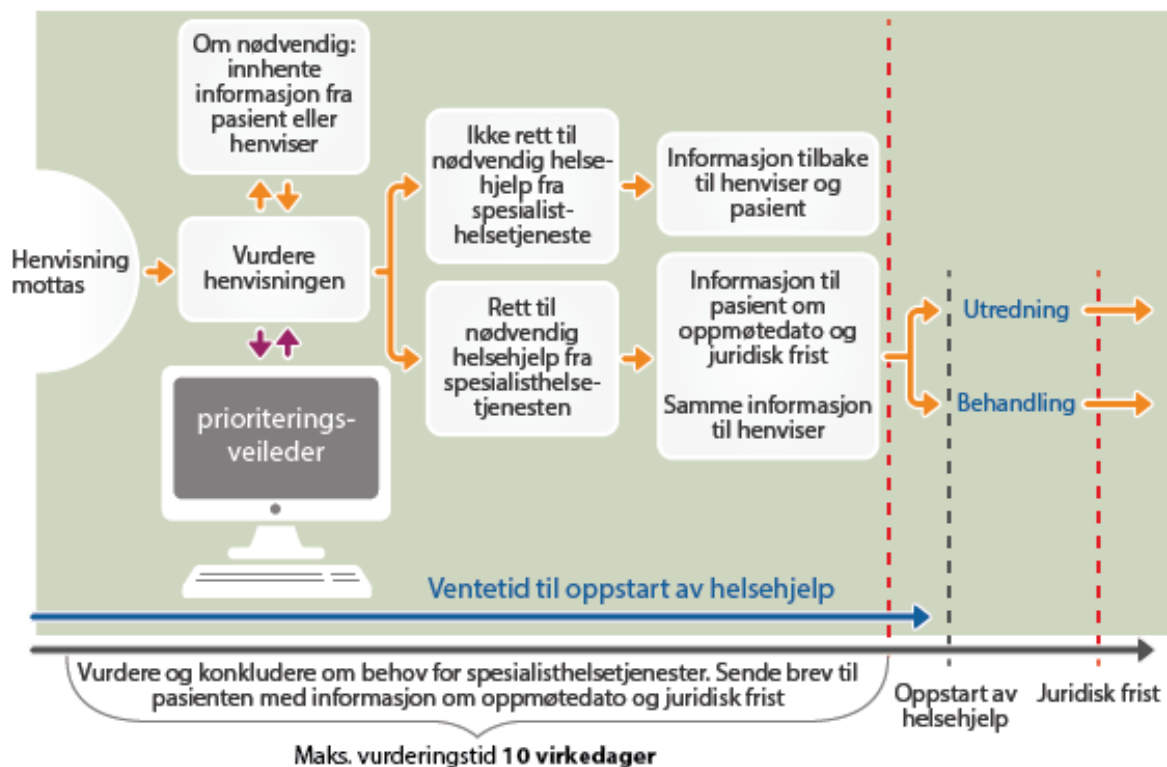 Henvisning
mottas
Om nødvendig:
innhente
informasjon fra
pasient eller
henviser
Vurdere
henvisningen
prioriterings-
veileder
Ikke rett til
nødvendig helse-
hjelp fra
spesialist-
helsetjeneste
Informasjon tilbake
til henviser og
pasient
Rett til
nødvendig
helsehjelp fra
spesialisthelse-
tjenesten
Informasjon til
pasient om
oppmøtedato og
juridisk frist
Samme informasjon
til henviser
Utredning
Behandling
Ventetid til oppstart av helsehjelp
Vurdere og konkludere om behov for spesialisthelsetjenester. Sende brev til
pasienten med informasjon om oppmøtedato og juridisk frist
Maks. vurderingstid 10 virkedager
Oppstart av
helsehjelp
Juridisk frist